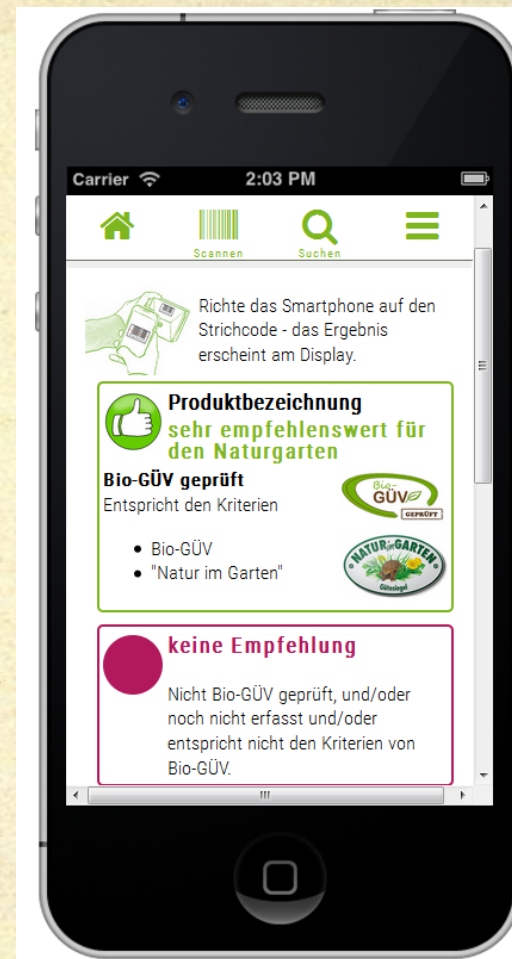 Carrier 2:03 PM
Scannen Suchen
Richte das Smartphone auf den
Strichcode - das Ergebnis
erscheint am Display.
Produktbezeichnung
sehr empfehlenswert für
den Naturgarten
Bio-GÜV geprüft
Entspricht den Kriterien
• Bio-GÜV
• "Natur im Garten"
Bio-
GÜV
GEPRÜFT
NATUR im GARTEN
Gütesiegel
keine Empfehlung
Nicht Bio-GÜV geprüft, und/oder
noch nicht erfasst und/oder
entspricht nicht den Kriterien von
Bio-GÜV.